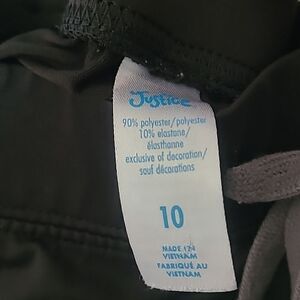 Justice
90% polyester/polyester
10% elastane/
élasthanne
exclusive of decoration/
sauf décorations
10
MADE IN
VIETNAM
FABRIQUÉ AU
VIETNAM